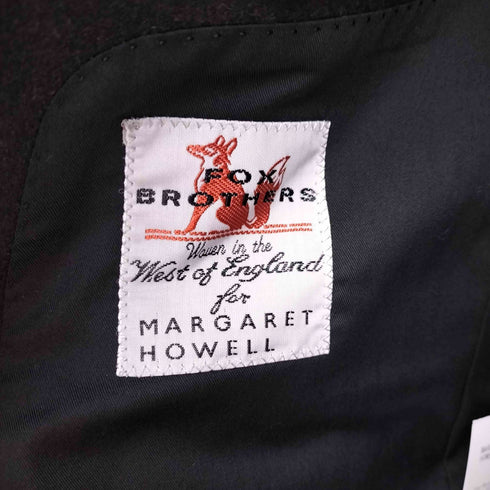 FOX
BROTHERS
Woven in the
West of England
for
MARGARET
HOWELL